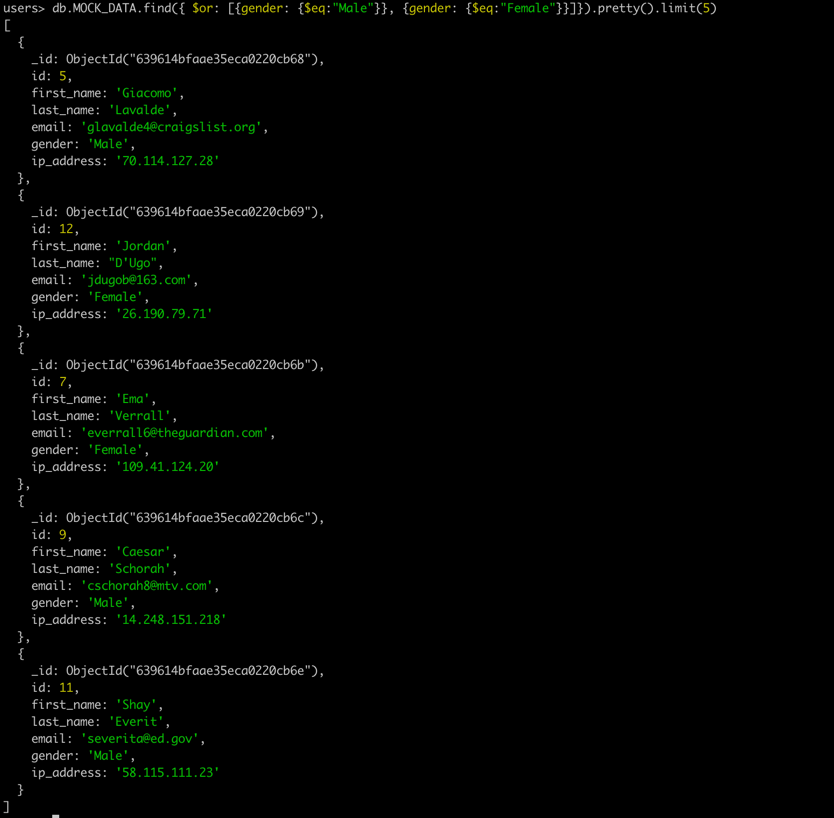 users> db.MOCK_DATA.find({ $or: [{gender: {$eq:"Male"}}, {gender: {$eq:"Female"}}]}).pretty().limit(5)
[
  {
    _id: ObjectId("639614bfaae35eca0220cb68"),
    id: 5,
    first_name: 'Giacomo',
    last_name: 'Lavalde',
    email: 'glavalde4@craigslist.org',
    gender: 'Male',
    ip_address: '70.114.127.28'
  },
  {
    _id: ObjectId("639614bfaae35eca0220cb69"),
    id: 12,
    first_name: 'Jordan',
    last_name: "D'Ugo",
    email: 'jdugob@163.com',
    gender: 'Female',
    ip_address: '26.190.79.71'
  },
  {
    _id: ObjectId("639614bfaae35eca0220cb6b"),
    id: 7,
    first_name: 'Ema',
    last_name: 'Verrall',
    email: 'everrall6@theguardian.com',
    gender: 'Female',
    ip_address: '109.41.124.20'
  },
  {
    _id: ObjectId("639614bfaae35eca0220cb6c"),
    id: 9,
    first_name: 'Caesar',
    last_name: 'Schorah',
    email: 'cschorah8@mtv.com',
    gender: 'Male',
    ip_address: '14.248.151.218'
  },
  {
    _id: ObjectId("639614bfaae35eca0220cb6e"),
    id: 11,
    first_name: 'Shay',
    last_name: 'Everit',
    email: 'severita@ed.gov',
    gender: 'Male',
    ip_address: '58.115.111.23'
  }
]